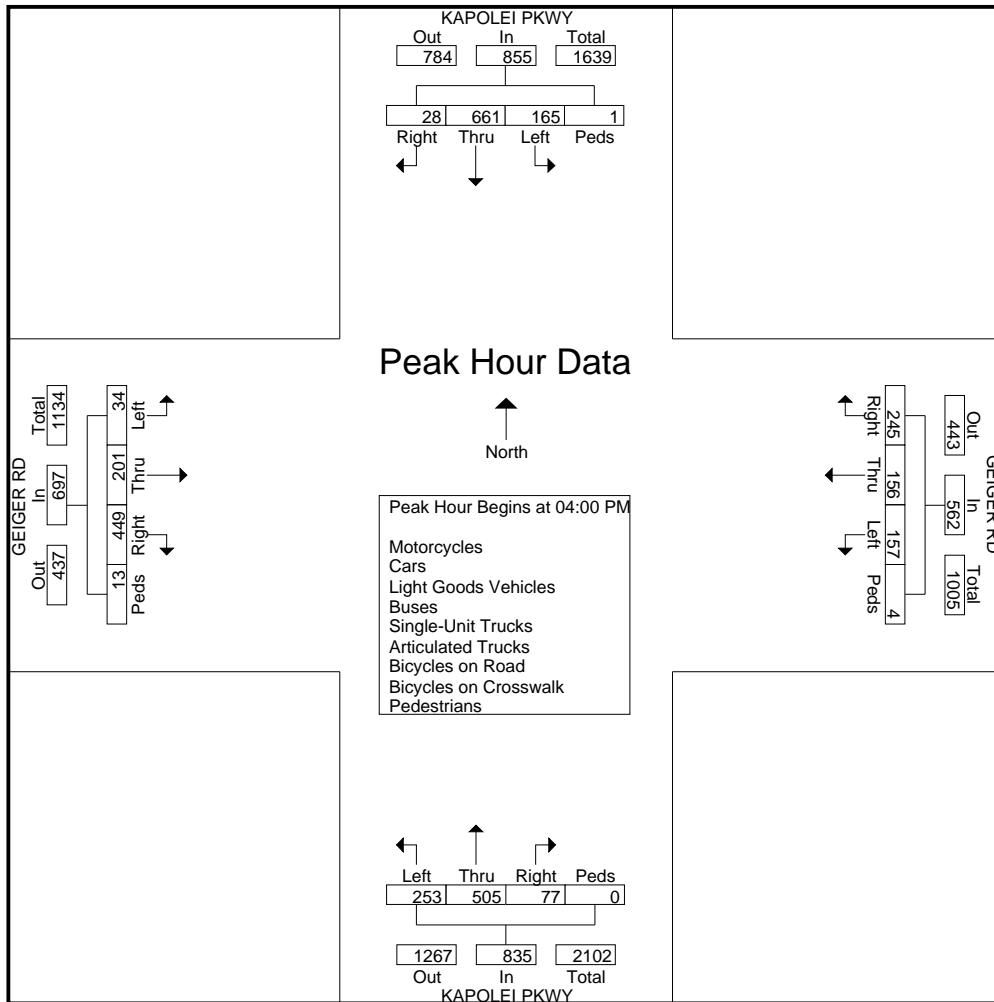 KAPOLEI PKWY
Out In Total
784 855 1639
28 661 165 1
Right Thru Left Peds
Peak Hour Data
North
GEIGER RD
Total In Out
1134 697 437
34 201 449 13
Left Thru Right Peds
Peak Hour Begins at 04:00 PM
Motorcycles
Cars
Light Goods Vehicles
Buses
Single-Unit Trucks
Articulated Trucks
Bicycles on Road
Bicycles on Crosswalk
Pedestrians
Right Thru Left Peds
245 156 157 4
Out In Total
443 562 1005
GEIGER RD
Left Thru Right Peds
253 505 77 0
1267 835 2102
Out In Total
KAPOLEI PKWY